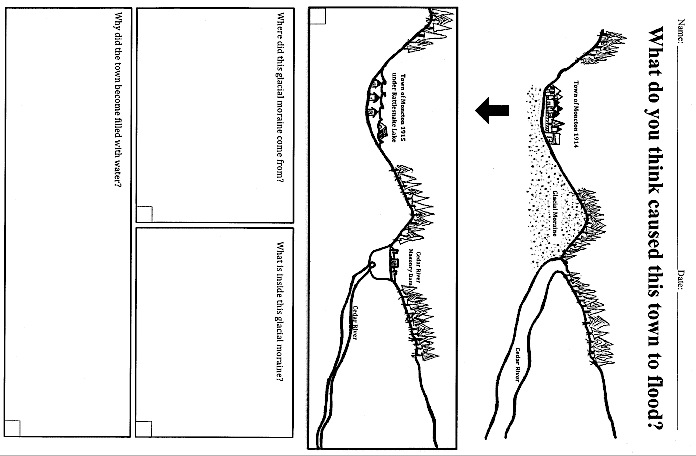 Name: Date:
What do you think caused this town to flood?
Town of Moncton 1914
Glacial Moraine
Cedar River
Town of Moncton 1915
under Rattlesnake Lake
Cedar River
Masonry Dam
Cedar River
Where did this glacial moraine come from?
What is inside this glacial moraine?
Why did the town become filled with water?